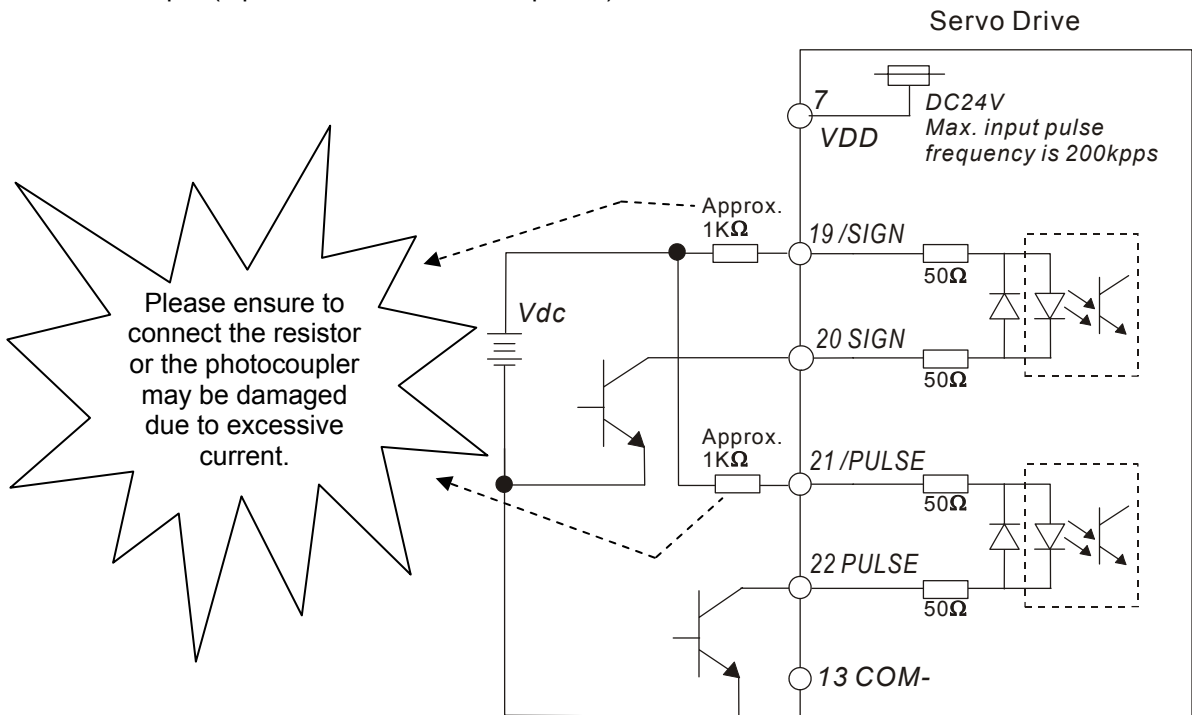 Servo Drive
7
VDD
DC24V
Max. input pulse
frequency is 200kpps
Approx.
1KΩ
19 /SIGN
50Ω
Please ensure to
connect the resistor
or the photocoupler
may be damaged
due to excessive
current.
Vdc
20 SIGN
50Ω
Approx.
1KΩ
21 /PULSE
50Ω
22 PULSE
50Ω
13 COM-